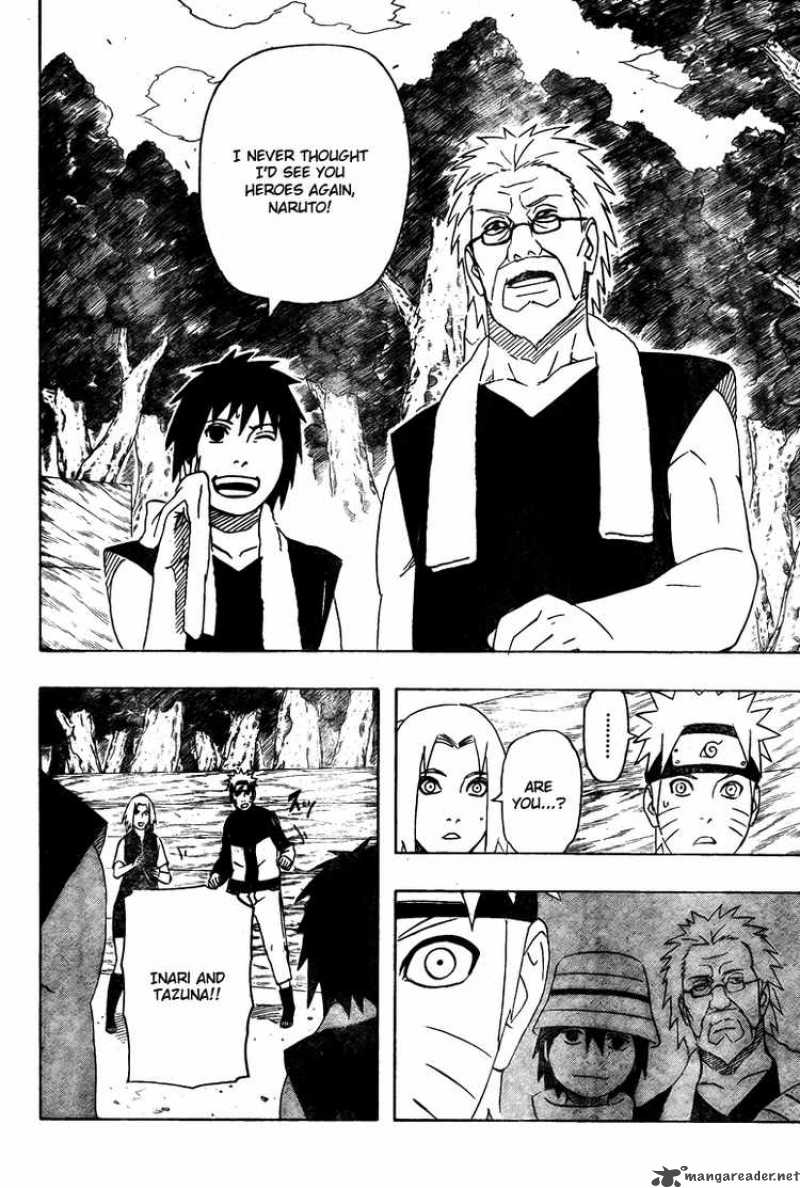 I NEVER THOUGHT
I'D SEE YOU
HEROES AGAIN,
NARUTO!
.........
ARE
YOU...?
INARI AND
TAZUNA!!
mangareader.net